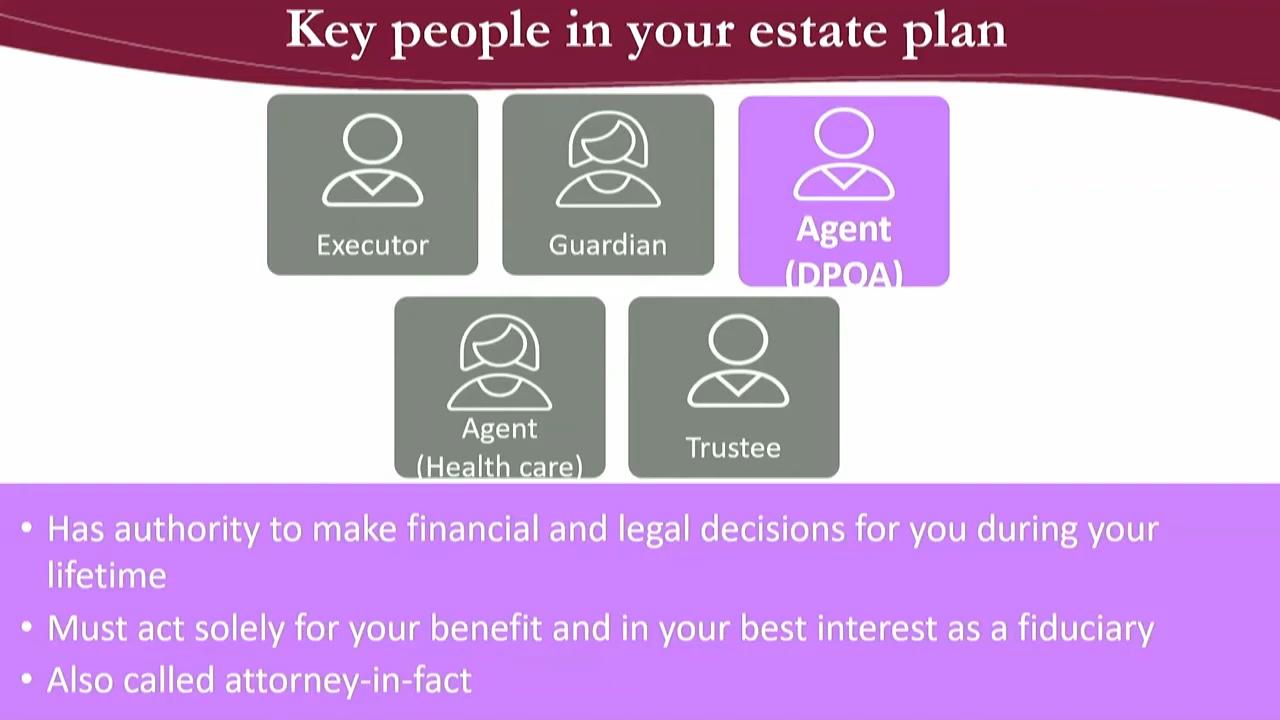 Key people in your estate plan
Executor
Guardian
Agent
(DPOA)
Agent
(Health care)
Trustee
• Has authority to make financial and legal decisions for you during your
lifetime
• Must act solely for your benefit and in your best interest as a fiduciary
• Also called attorney-in-fact